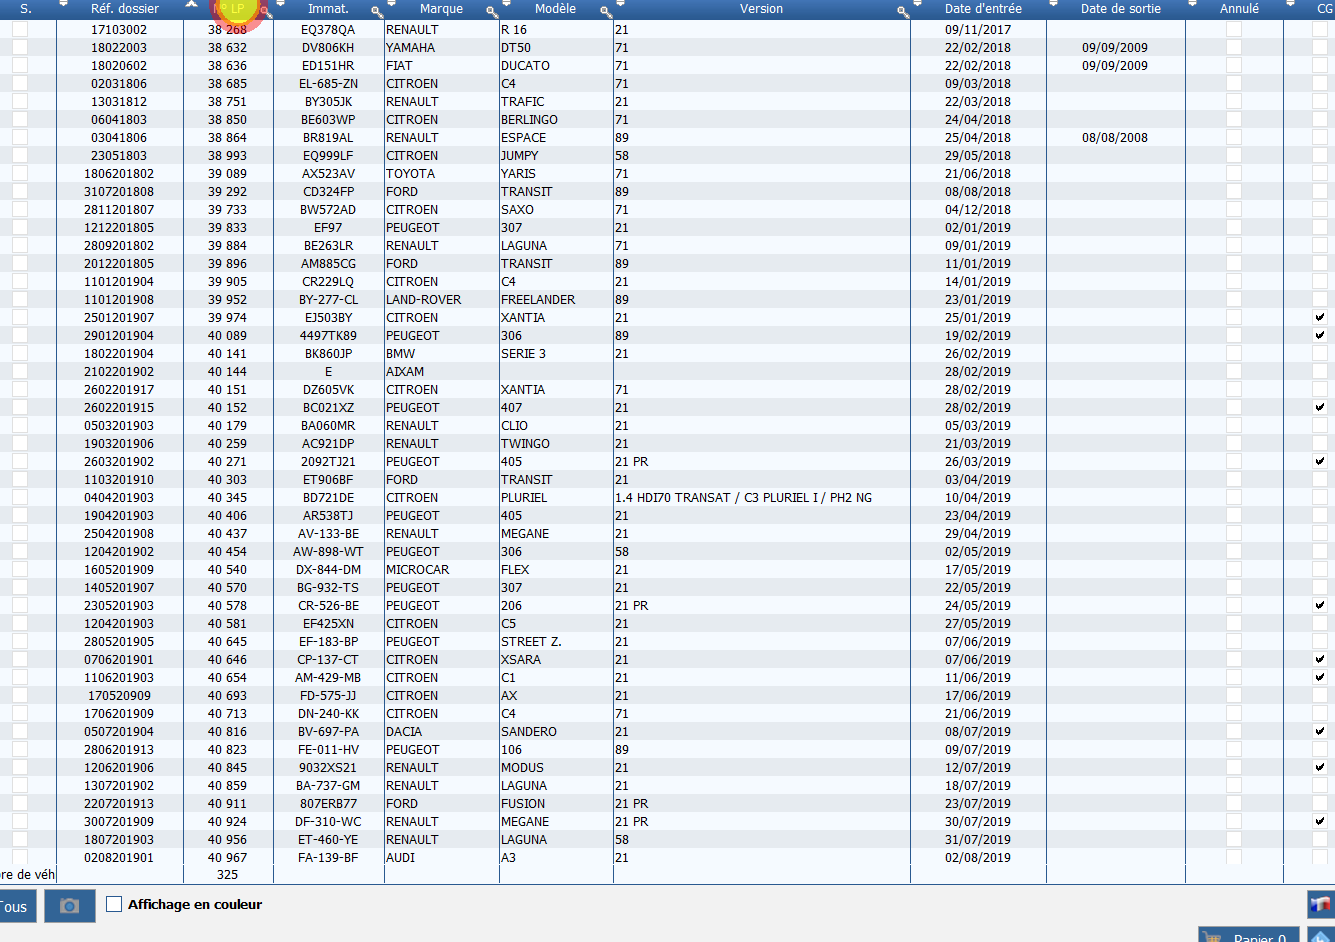 S. Réf. dossier N° LP Immat. Marque Modèle Version Date d'entrée Date de sortie Annulé CG
17103002 38 268 EQ378QA RENAULT R 16 21 09/11/2017
18022003 38 632 DV806KH YAMAHA DT50 71 22/02/2018 09/09/2009
18020602 38 636 ED151HR FIAT DUCATO 71 22/02/2018 09/09/2009
02031806 38 685 EL-685-ZN CITROEN C4 71 09/03/2018
13031812 38 751 BY305JK RENAULT TRAFIC 21 22/03/2018
06041803 38 850 BE603WP CITROEN BERLINGO 71 24/04/2018
03041806 38 864 BR819AL RENAULT ESPACE 89 25/04/2018 08/08/2008
23051803 38 993 EQ999LF CITROEN JUMPY 58 29/05/2018
1806201802 39 089 AX523AV TOYOTA YARIS 71 21/06/2018
3107201808 39 292 CD324FP FORD TRANSIT 89 08/08/2018
2811201807 39 733 BW572AD CITROEN SAXO 71 04/12/2018
1212201805 39 833 EF97 PEUGEOT 307 21 02/01/2019
2809201802 39 884 BE263LR RENAULT LAGUNA 71 09/01/2019
2012201805 39 896 AM885CG FORD TRANSIT 89 11/01/2019
1101201904 39 905 CR229LQ CITROEN C4 21 14/01/2019
1101201908 39 952 BY-277-CL LAND-ROVER FREELANDER 89 23/01/2019
2501201907 39 974 EJ503BY CITROEN XANTIA 21 25/01/2019
2901201904 40 089 4497TK89 PEUGEOT 306 89 19/02/2019
1802201904 40 141 BK860JP BMW SERIE 3 21 26/02/2019
2102201902 40 144 E AIXAM 28/02/2019
2602201917 40 151 DZ605VK CITROEN XANTIA 71 28/02/2019
2602201915 40 152 BC021XZ PEUGEOT 407 21 28/02/2019
0503201903 40 179 BA060MR RENAULT CLIO 21 05/03/2019
1903201906 40 259 AC921DP RENAULT TWINGO 21 21/03/2019
2603201902 40 271 2092TJ21 PEUGEOT 405 21 PR 26/03/2019
1103201910 40 303 ET906BF FORD TRANSIT 21 03/04/2019
0404201903 40 345 BD721DE CITROEN PLURIEL 1.4 HDI70 TRANSAT / C3 PLURIEL I / PH2 NG 10/04/2019
1904201903 40 406 AR538TJ PEUGEOT 405 21 23/04/2019
2504201908 40 437 AV-133-BE RENAULT MEGANE 21 29/04/2019
1204201902 40 454 AW-898-WT PEUGEOT 306 58 02/05/2019
1605201909 40 540 DX-844-DM MICROCAR FLEX 21 17/05/2019
1405201907 40 570 BG-932-TS PEUGEOT 307 21 22/05/2019
2305201903 40 578 CR-526-BE PEUGEOT 206 21 PR 24/05/2019
1204201903 40 581 EF425XN CITROEN C5 21 27/05/2019
2805201905 40 645 EF-183-BP PEUGEOT STREET Z. 21 07/06/2019
0706201901 40 646 CP-137-CT CITROEN XSARA 21 07/06/2019
1106201903 40 654 AM-429-MB CITROEN C1 21 11/06/2019
170520909 40 693 FD-575-JJ CITROEN AX 21 17/06/2019
1706201909 40 713 DN-240-KK CITROEN C4 71 21/06/2019
0507201904 40 816 BV-697-PA DACIA SANDERO 21 08/07/2019
2806201913 40 823 FE-011-HV PEUGEOT 106 89 09/07/2019
1206201906 40 845 9032XS21 RENAULT MODUS 21 12/07/2019
1307201902 40 859 BA-737-GM RENAULT LAGUNA 21 18/07/2019
2207201913 40 911 807ERB77 FORD FUSION 21 PR 23/07/2019
3007201909 40 924 DF-310-WC RENAULT MEGANE 21 PR 30/07/2019
1807201903 40 956 ET-460-YE RENAULT LAGUNA 58 31/07/2019
0208201901 40 967 FA-139-BF AUDI A3 21 02/08/2019
re de véh 325
Tous Affichage en couleur
Panier 0